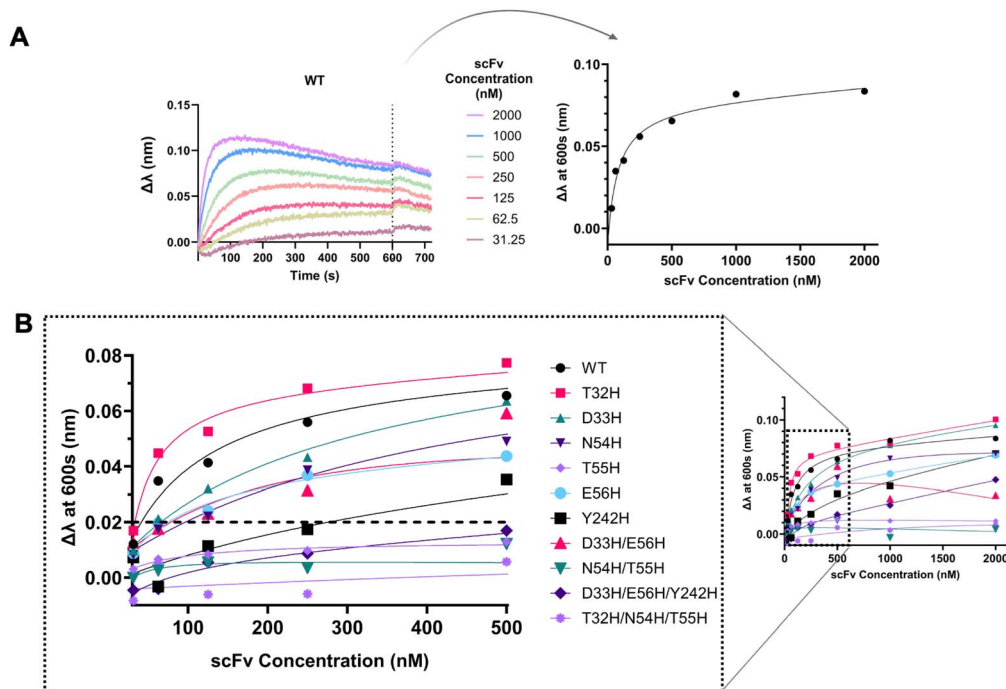 A
WT
scFv
Concentration
(nM)
2000
1000
500
250
125
62.5
31.25
Δλ (nm)
0.15
0.10
0.05
0.00
100 200 300 400 500 600 700
Time (s)
Δλ at 600s (nm)
0.10
0.05
0.00
0 500 1000 1500 2000
scFv Concentration (nM)
B
Δλ at 600s (nm)
0.08
0.06
0.04
0.02
0.00
100 200 300 400 500
scFv Concentration (nM)
WT
T32H
D33H
N54H
T55H
E56H
Y242H
D33H/E56H
N54H/T55H
D33H/E56H/Y242H
T32H/N54H/T55H
Δλ at 600s (nm)
0.10
0.05
0.00
0 500 1000 1500 2000
scFv Concentration (nM)